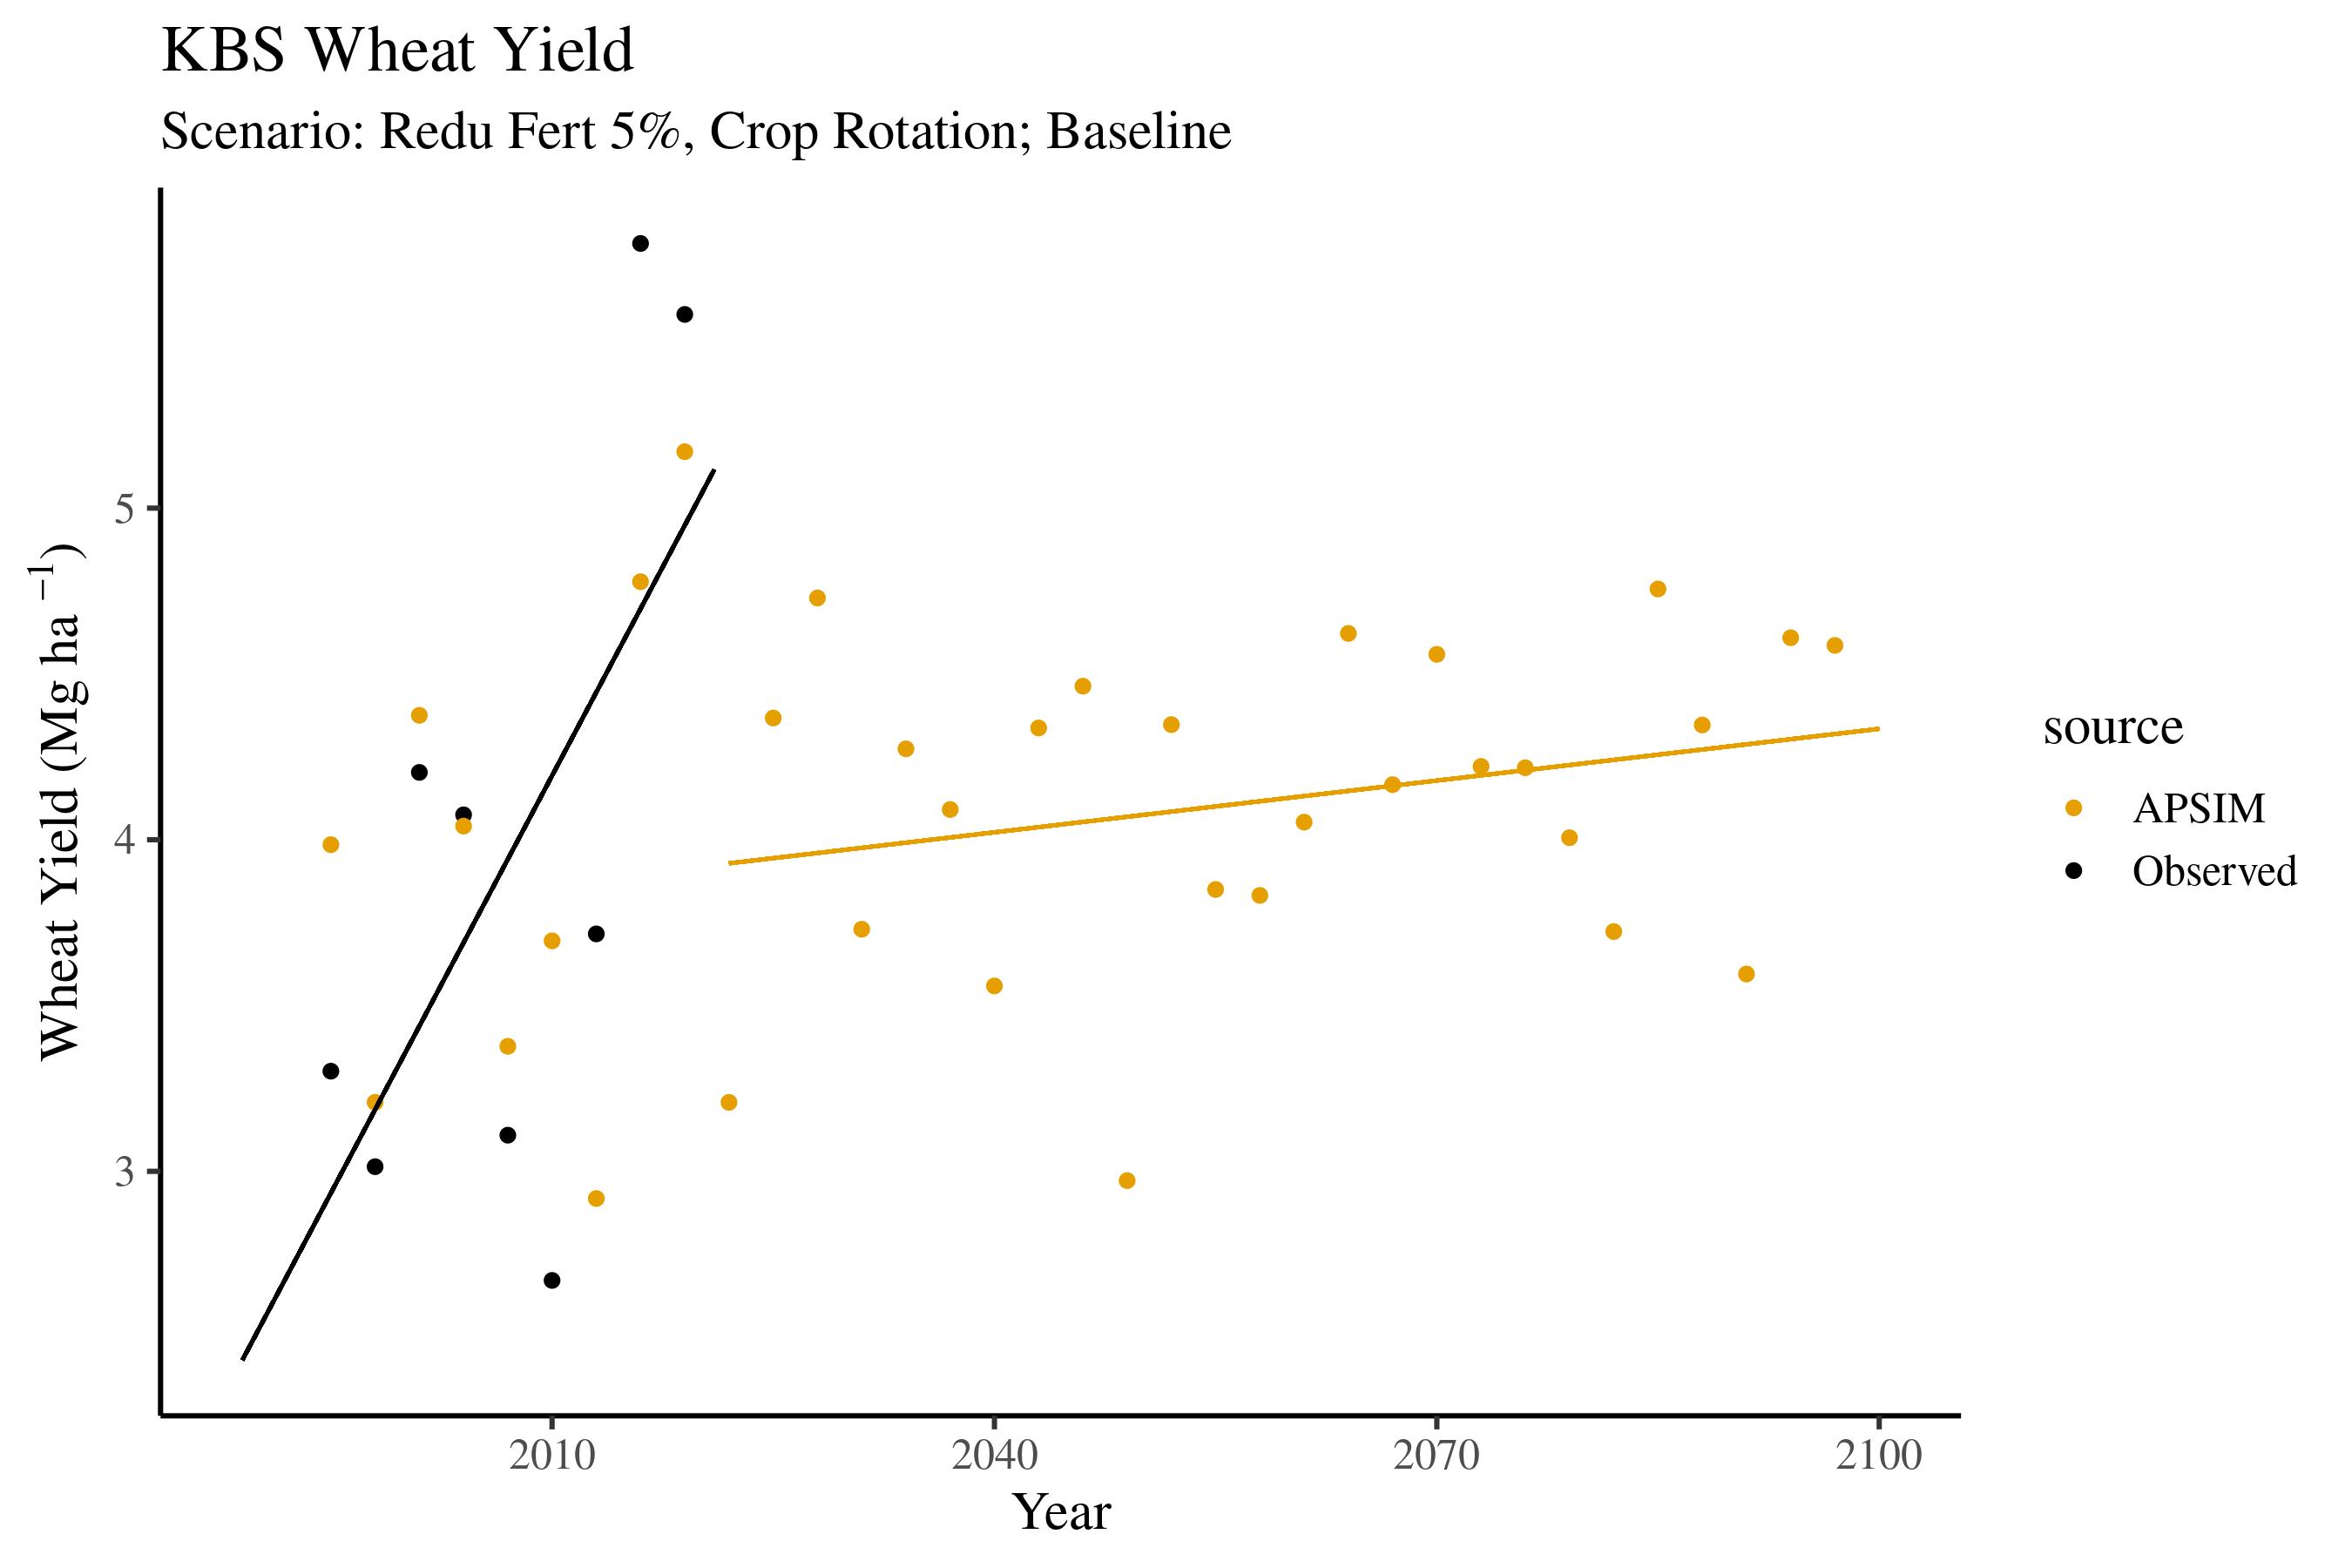 KBS Wheat Yield
Scenario: Redu Fert 5%, Crop Rotation; Baseline
Wheat Yield (Mg ha⁻¹)
5
4
3
2010
2040
2070
2100
Year
source
APSIM
Observed